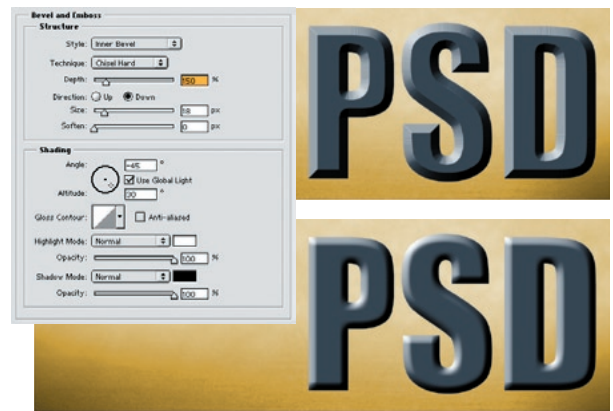 Bevel and Emboss
Structure
Style: Inner Bevel
Technique: Chisel Hard
Depth: 150 %
Direction: Up Down
Size: 18 px
Soften: 0 px
Shading
Angle: -45 °
Use Global Light
Altitude: 20 °
Gloss Contour: Anti-aliased
Highlight Mode: Normal
Opacity: 100 %
Shadow Mode: Normal
Opacity: 100 %
PSD
PSD